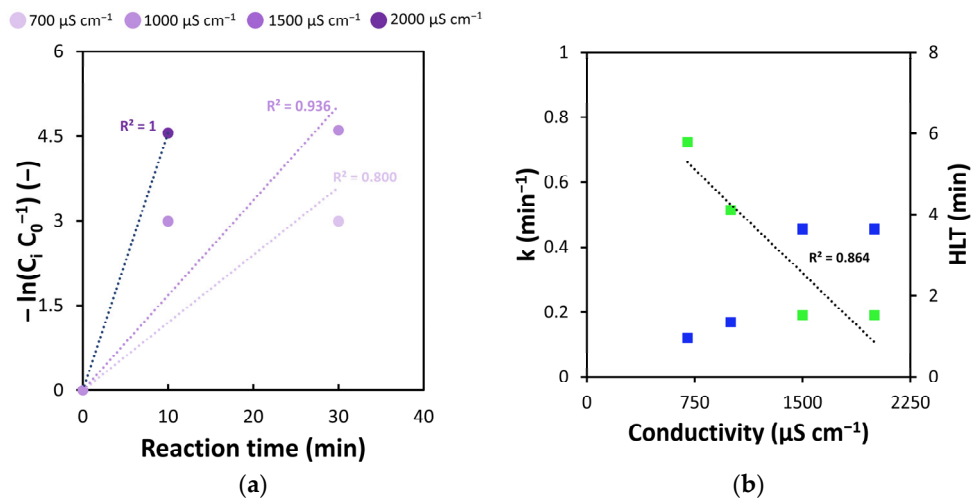 700 µS cm⁻¹ 1000 µS cm⁻¹ 1500 µS cm⁻¹ 2000 µS cm⁻¹
6
4.5
3
1.5
0
– ln(Cᵢ C₀⁻¹) (–)
R² = 1
R² = 0.936
R² = 0.800
0 10 20 30 40
Reaction time (min)
(a)
1
0.8
0.6
0.4
0.2
0
k (min⁻¹)
R² = 0.864
8
6
4
2
0
HLT (min)
0 750 1500 2250
Conductivity (µS cm⁻¹)
(b)